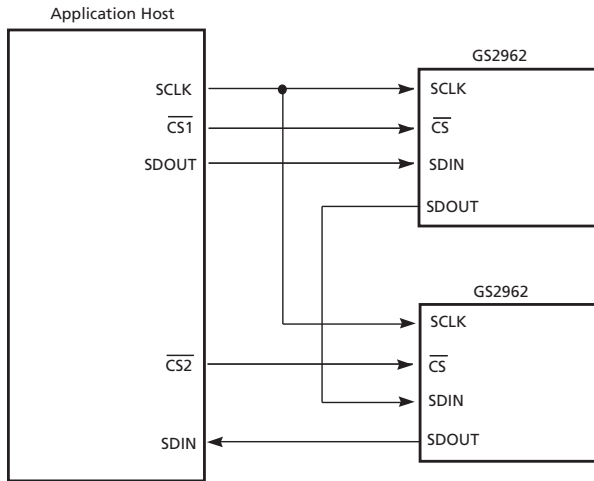 Application Host
SCLK
CS1
SDOUT
CS2
SDIN
GS2962
SCLK
CS
SDIN
SDOUT
GS2962
SCLK
CS
SDIN
SDOUT